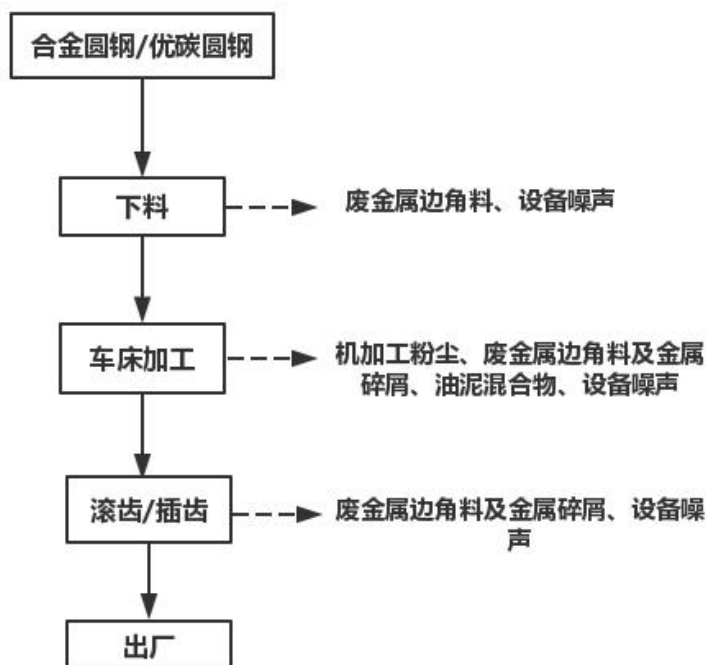 合金圆钢/优碳圆钢
下料
废金属边角料、设备噪声
车床加工
机加工粉尘、废金属边角料及金属
碎屑、油泥混合物、设备噪声
滚齿/插齿
废金属边角料及金属碎屑、设备噪
声
出厂